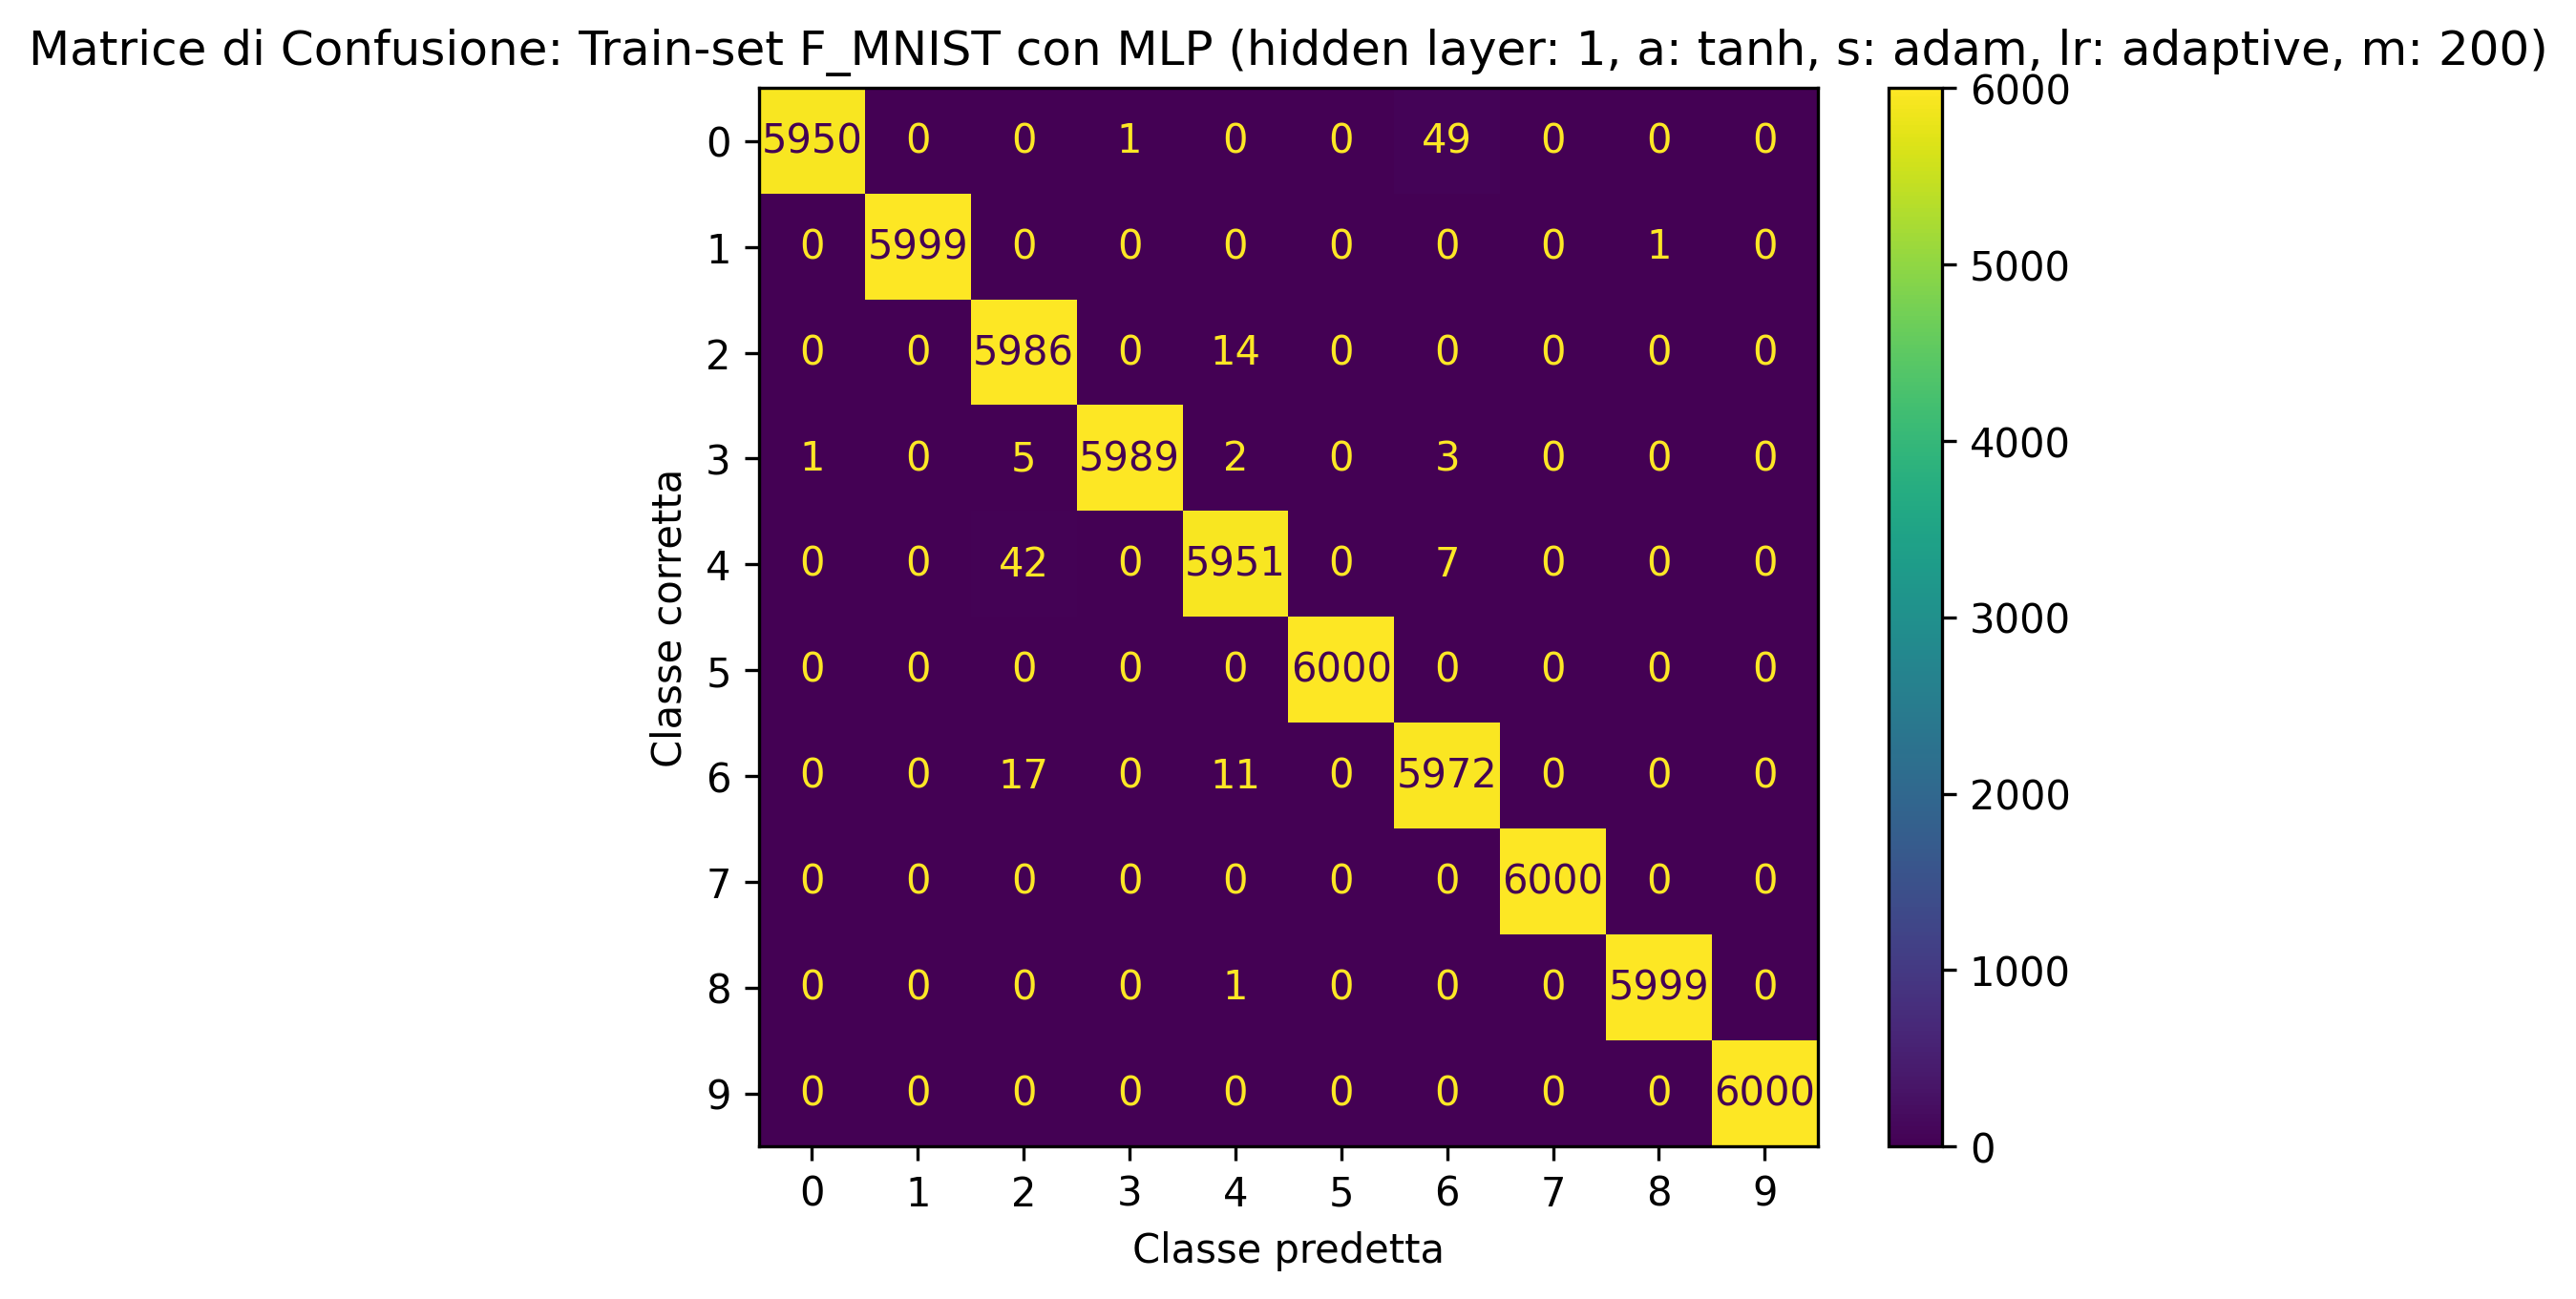 Matrice di Confusione: Train-set F_MNIST con MLP (hidden layer: 1, a: tanh, s: adam, lr: adaptive, m: 200)
0 5950 0 0 1 0 0 49 0 0 0
1 0 5999 0 0 0 0 0 0 1 0
2 0 0 5986 0 14 0 0 0 0 0
3 1 0 5 5989 2 0 3 0 0 0
4 0 0 42 0 5951 0 7 0 0 0
5 0 0 0 0 0 6000 0 0 0 0
6 0 0 17 0 11 0 5972 0 0 0
7 0 0 0 0 0 0 0 6000 0 0
8 0 0 0 0 1 0 0 0 5999 0
9 0 0 0 0 0 0 0 0 0 6000
0 1 2 3 4 5 6 7 8 9
Classe predetta
Classe corretta
6000
5000
4000
3000
2000
1000
0